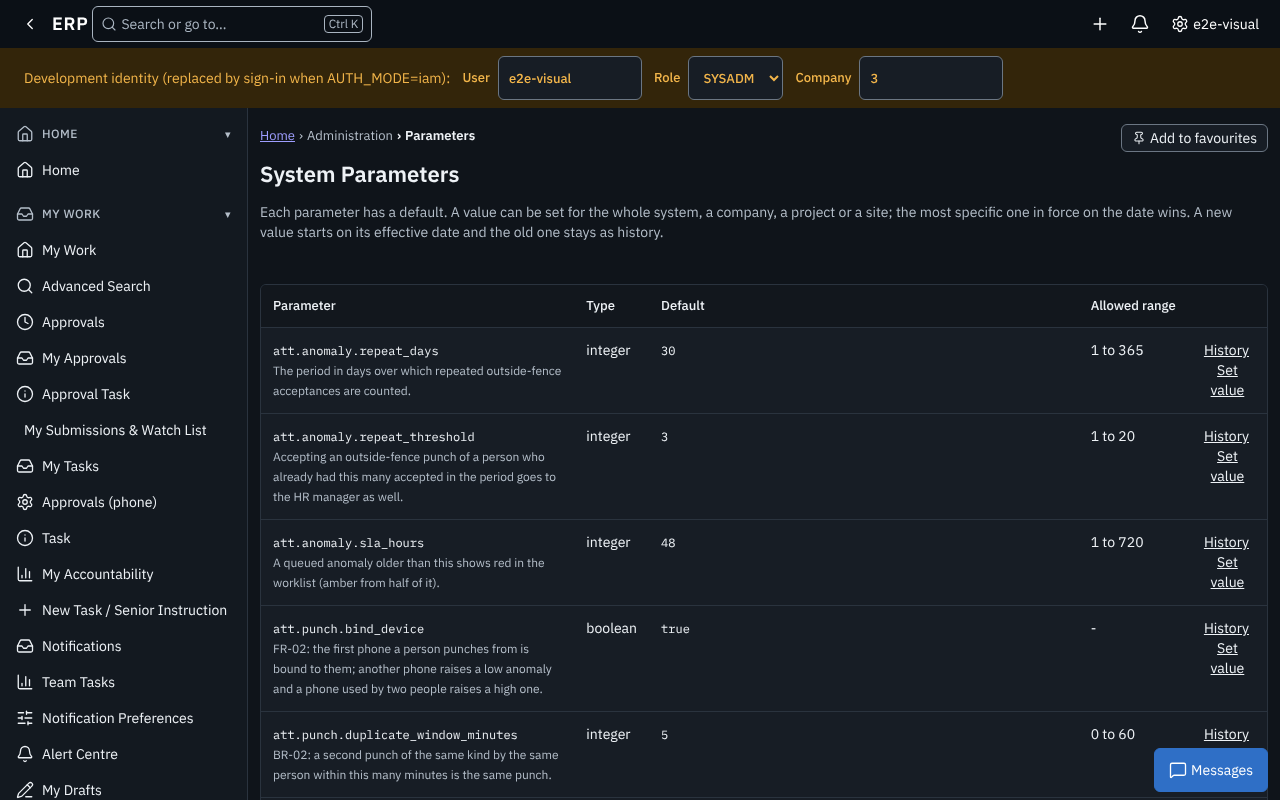 ERP
Search or go to...
Ctrl K
e2e-visual
Development identity (replaced by sign-in when AUTH_MODE=iam):
User
e2e-visual
Role
SYSADM
Company
3
HOME
Home
MY WORK
My Work
Advanced Search
Approvals
My Approvals
Approval Task
My Submissions & Watch List
My Tasks
Approvals (phone)
Task
My Accountability
New Task / Senior Instruction
Notifications
Team Tasks
Notification Preferences
Alert Centre
My Drafts
Home › Administration › Parameters
Add to favourites
System Parameters
Each parameter has a default. A value can be set for the whole system, a company, a project or a site; the most specific one in force on the date wins. A new
value starts on its effective date and the old one stays as history.
Parameter Type Default Allowed range
att.anomaly.repeat_days integer 30 1 to 365 History
The period in days over which repeated outside-fence Set
acceptances are counted. value
att.anomaly.repeat_threshold integer 3 1 to 20 History
Accepting an outside-fence punch of a person who Set
already had this many accepted in the period goes to value
the HR manager as well.
att.anomaly.sla_hours integer 48 1 to 720 History
A queued anomaly older than this shows red in the Set
worklist (amber from half of it). value
att.punch.bind_device boolean true - History
FR-02: the first phone a person punches from is Set
bound to them; another phone raises a low anomaly value
and a phone used by two people raises a high one.
att.punch.duplicate_window_minutes integer 5 0 to 60 History
BR-02: a second punch of the same kind by the same
person within this many minutes is the same punch.
Messages